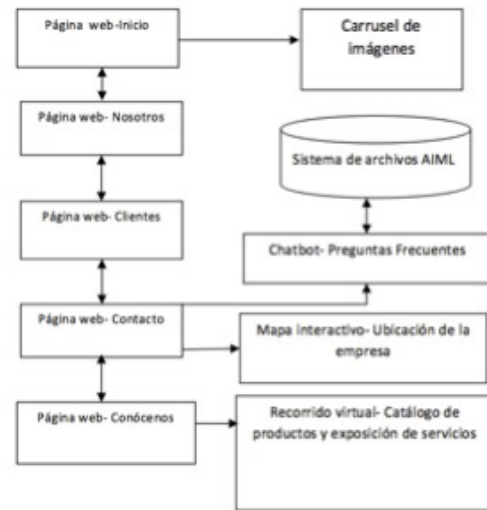 Página web-Inicio
Carrusel de
imágenes
Página web- Nosotros
Sistema de archivos AIML
Página web- Clientes
Chatbot- Preguntas Frecuentes
Página web- Contacto
Mapa interactivo- Ubicación de la
empresa
Página web- Conócenos
Recorrido virtual- Catálogo de
productos y exposición de servicios